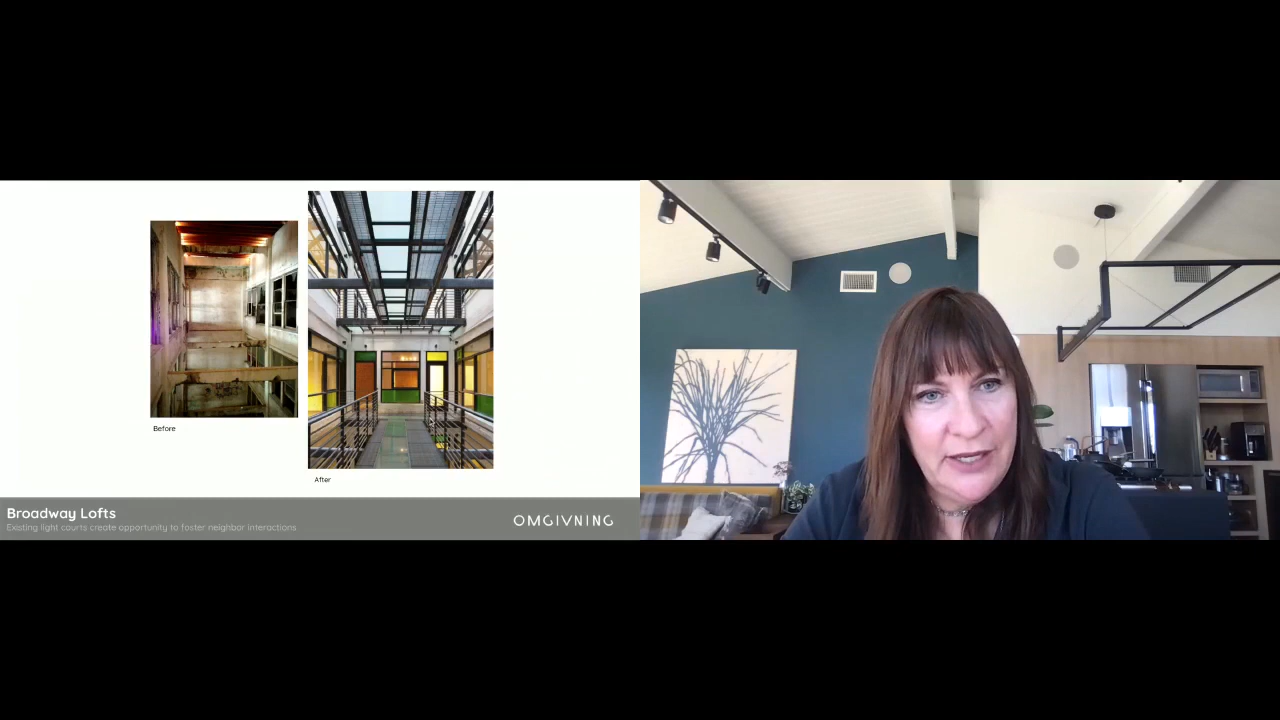 Before
After
Broadway Lofts
Existing light courts create opportunity to foster neighbor interactions
OMGIVNING